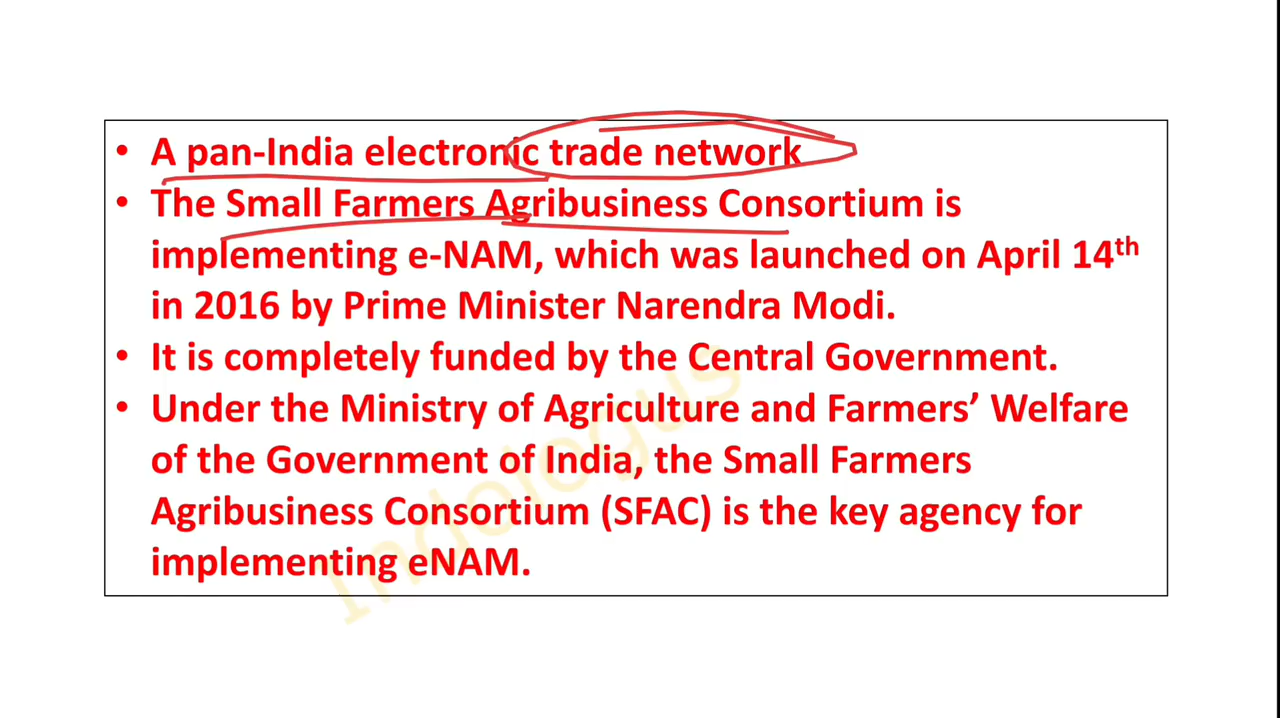 • A pan-India electronic trade network
• The Small Farmers Agribusiness Consortium is
implementing e-NAM, which was launched on April 14th
in 2016 by Prime Minister Narendra Modi.
• It is completely funded by the Central Government.
• Under the Ministry of Agriculture and Farmers’ Welfare
of the Government of India, the Small Farmers
Agribusiness Consortium (SFAC) is the key agency for
implementing eNAM.
Indologus